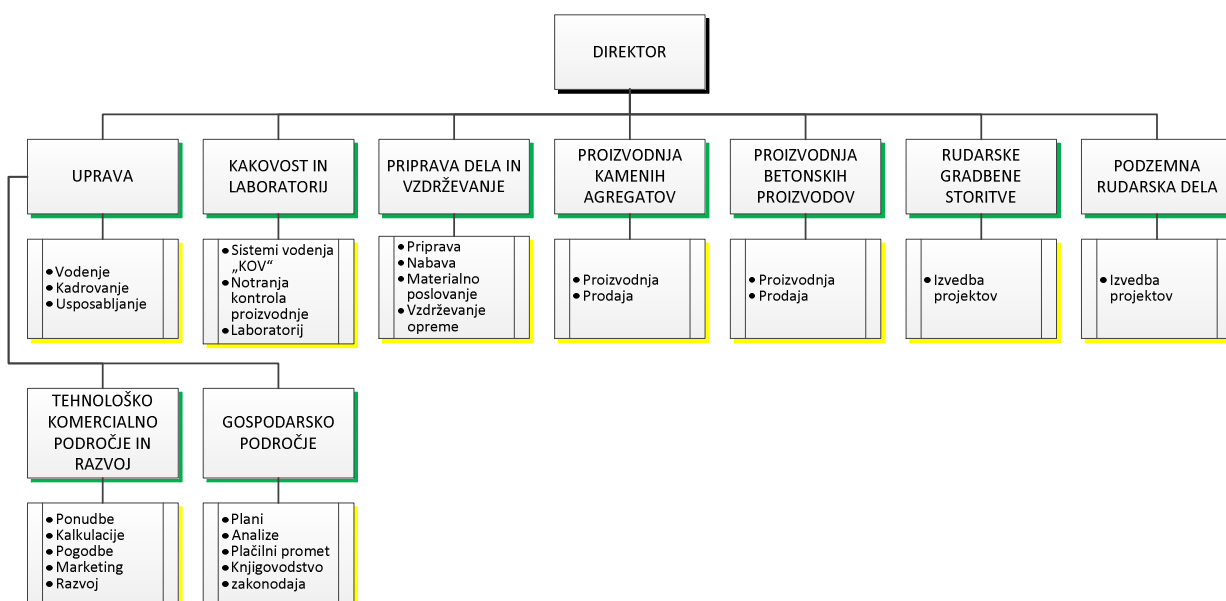 DIREKTOR
UPRAVA
KAKOVOST IN
LABORATORIJ
PRIPRAVA DELA IN
VZDRŽEVANJE
PROIZVODNJA
KAMENIH
AGREGATOV
PROIZVODNJA
BETONSKIH
PROIZVODOV
RUDARSKE
GRADBENE
STORITVE
PODZEMNA
RUDARSKA DELA
• Vodenje
• Kadrovanje
• Usposabljanje
• Sistemi vodenja
„KOV“
• Notranja
kontrola
proizvodnje
• Laboratorij
• Priprava
• Nabava
• Materialno
poslovanje
• Vzdrževanje
opreme
• Proizvodnja
• Prodaja
• Proizvodnja
• Prodaja
• Izvedba
projektov
• Izvedba
projektov
TEHNOLOŠKO
KOMERCIALNO
PODROČJE IN
RAZVOJ
GOSPODARSKO
PODROČJE
• Ponudbe
• Kalkulacije
• Pogodbe
• Marketing
• Razvoj
• Plani
• Analize
• Plačilni promet
• Knjigovodstvo
• zakonodaja